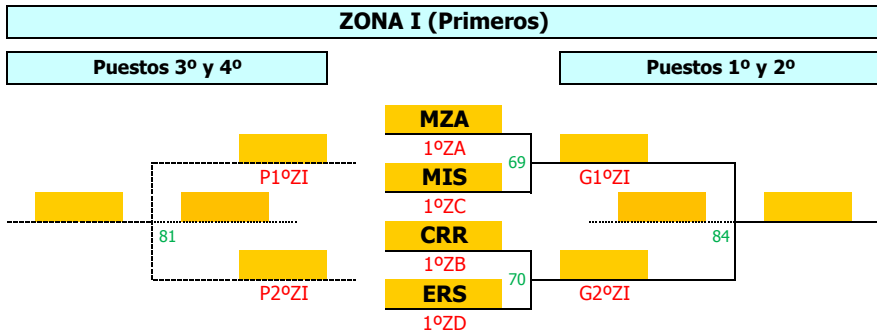 ZONA I (Primeros)
Puestos 3º y 4º
Puestos 1º y 2º
MZA
1ºZA
69
P1ºZI
MIS
G1ºZI
1ºZC
81
CRR
84
1ºZB
70
P2ºZI
ERS
G2ºZI
1ºZD